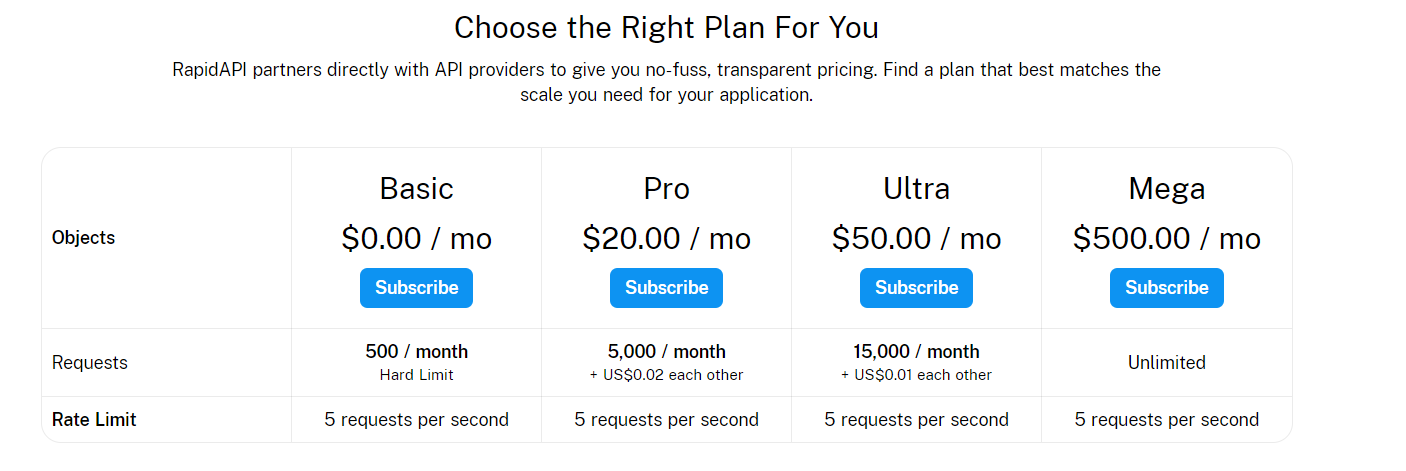 Choose the Right Plan For You
RapidAPI partners directly with API providers to give you no-fuss, transparent pricing. Find a plan that best matches the
scale you need for your application.
Objects
Basic
$0.00 / mo
Subscribe
Pro
$20.00 / mo
Subscribe
Ultra
$50.00 / mo
Subscribe
Mega
$500.00 / mo
Subscribe
Requests
500 / month
Hard Limit
5,000 / month
+ US$0.02 each other
15,000 / month
+ US$0.01 each other
Unlimited
Rate Limit
5 requests per second
5 requests per second
5 requests per second
5 requests per second